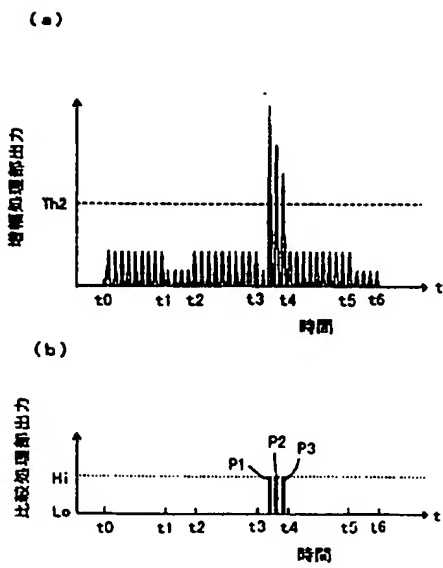 (a)
増幅処理部出力
Th2
t0 t1 t2 t3 t4 t5 t6 t
時間
(b)
比較処理部出力
P1 P2 P3
Hi
Lo
t0 t1 t2 t3 t4 t5 t6 t
時間